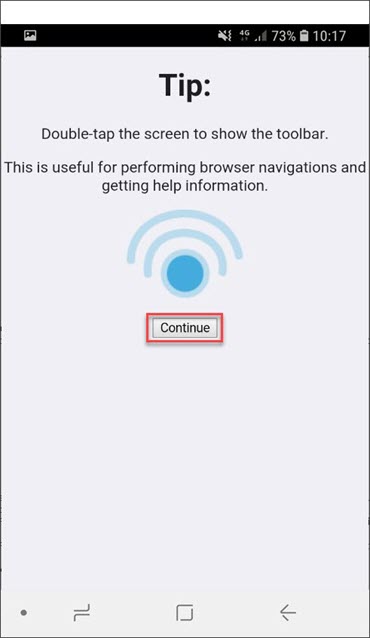 4G 73% 10:17
Tip:
Double-tap the screen to show the toolbar.
This is useful for performing browser navigations and
getting help information.
Continue